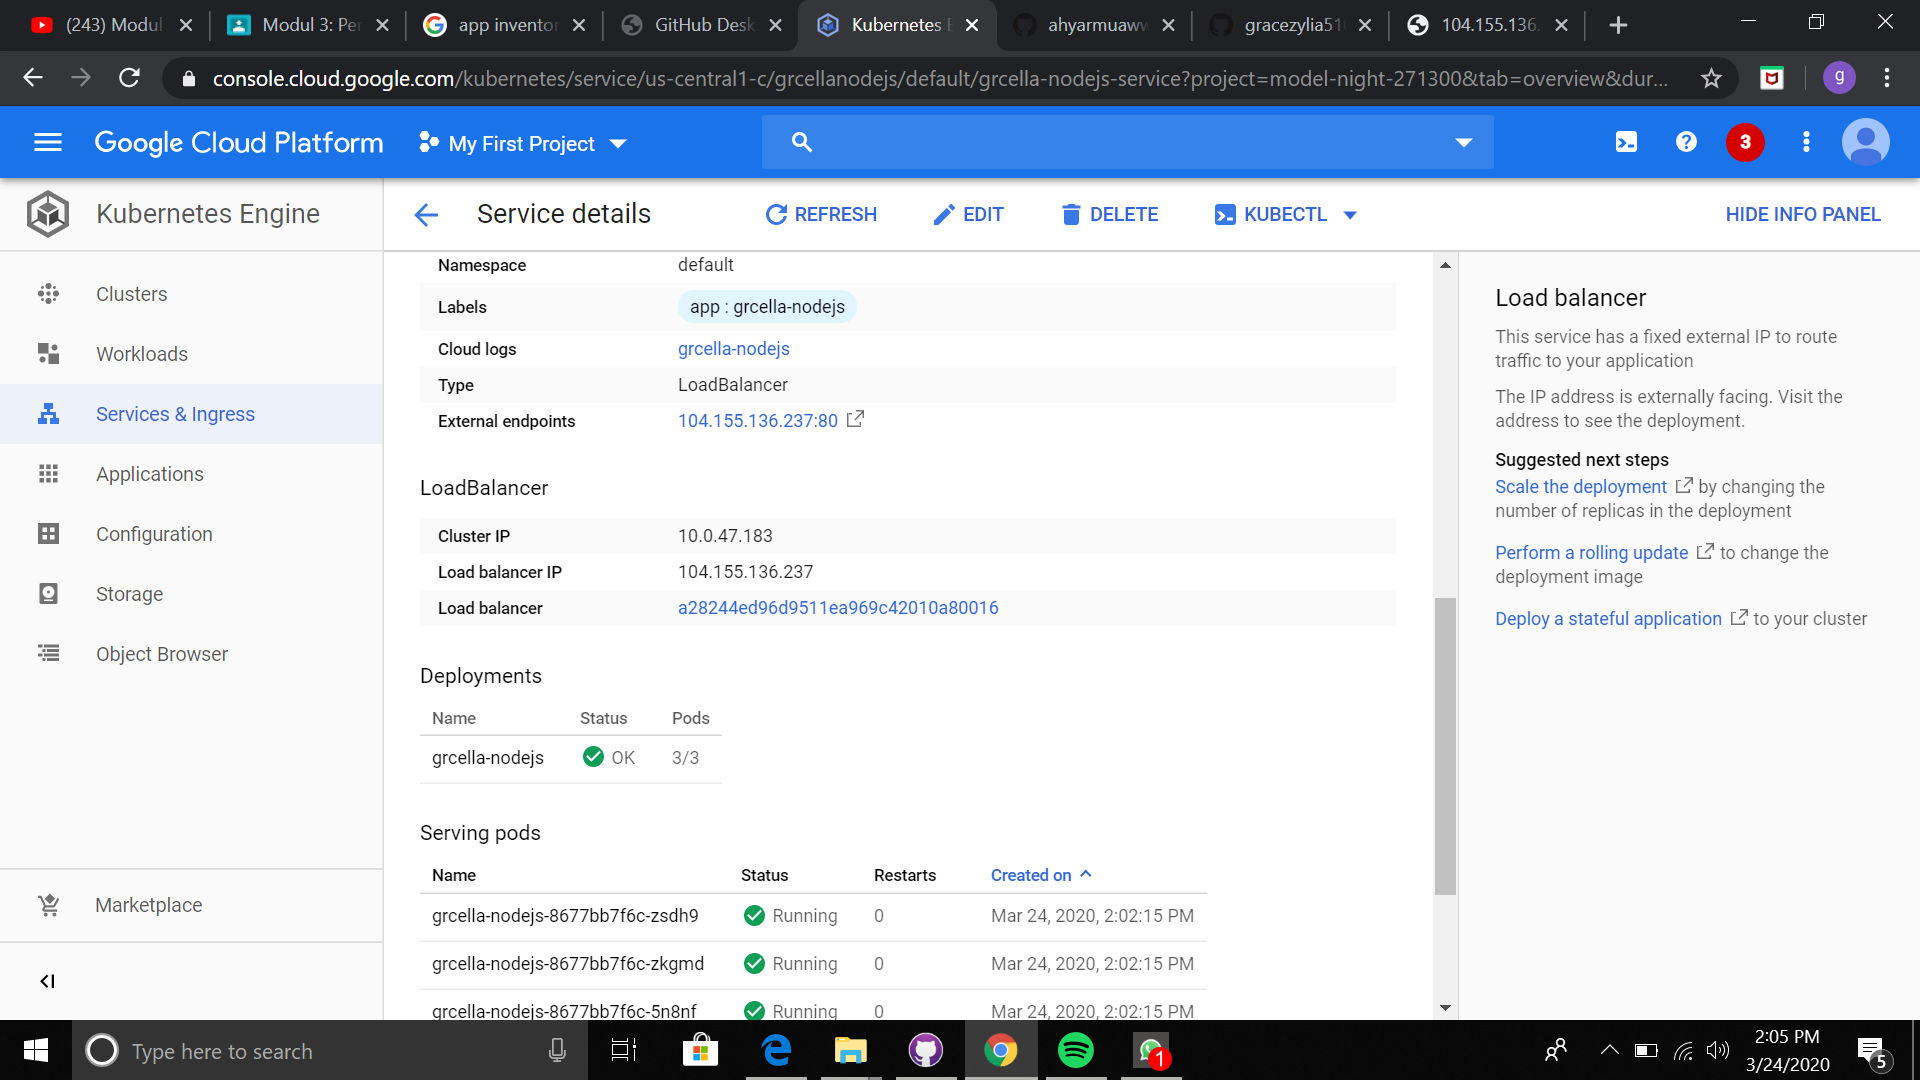 (243) Modul
Modul 3: Per
app inventor
GitHub Desk
Kubernetes E
ahyarmuaww
gracezylia51
104.155.136.
console.cloud.google.com/kubernetes/service/us-central1-c/grcellanodejs/default/grcella-nodejs-service?project=model-night-271300&tab=overview&dur...
g
Google Cloud Platform
My First Project
3
Kubernetes Engine
Service details
REFRESH
EDIT
DELETE
KUBECTL
HIDE INFO PANEL
Clusters
Workloads
Services & Ingress
Applications
Configuration
Storage
Object Browser
Marketplace
Namespace default
Labels app : grcella-nodejs
Cloud logs grcella-nodejs
Type LoadBalancer
External endpoints 104.155.136.237:80
LoadBalancer
Cluster IP 10.0.47.183
Load balancer IP 104.155.136.237
Load balancer a28244ed96d9511ea969c42010a80016
Deployments
Name Status Pods
grcella-nodejs OK 3/3
Serving pods
Name Status Restarts Created on
grcella-nodejs-8677bb7f6c-zsdh9 Running 0 Mar 24, 2020, 2:02:15 PM
grcella-nodejs-8677bb7f6c-zkgmd Running 0 Mar 24, 2020, 2:02:15 PM
grcella-nodejs-8677bb7f6c-5n8nf Running 0 Mar 24, 2020, 2:02:15 PM
Load balancer
This service has a fixed external IP to route
traffic to your application
The IP address is externally facing. Visit the
address to see the deployment.
Suggested next steps
Scale the deployment by changing the
number of replicas in the deployment
Perform a rolling update to change the
deployment image
Deploy a stateful application to your cluster
Type here to search
1
2:05 PM
3/24/2020
5